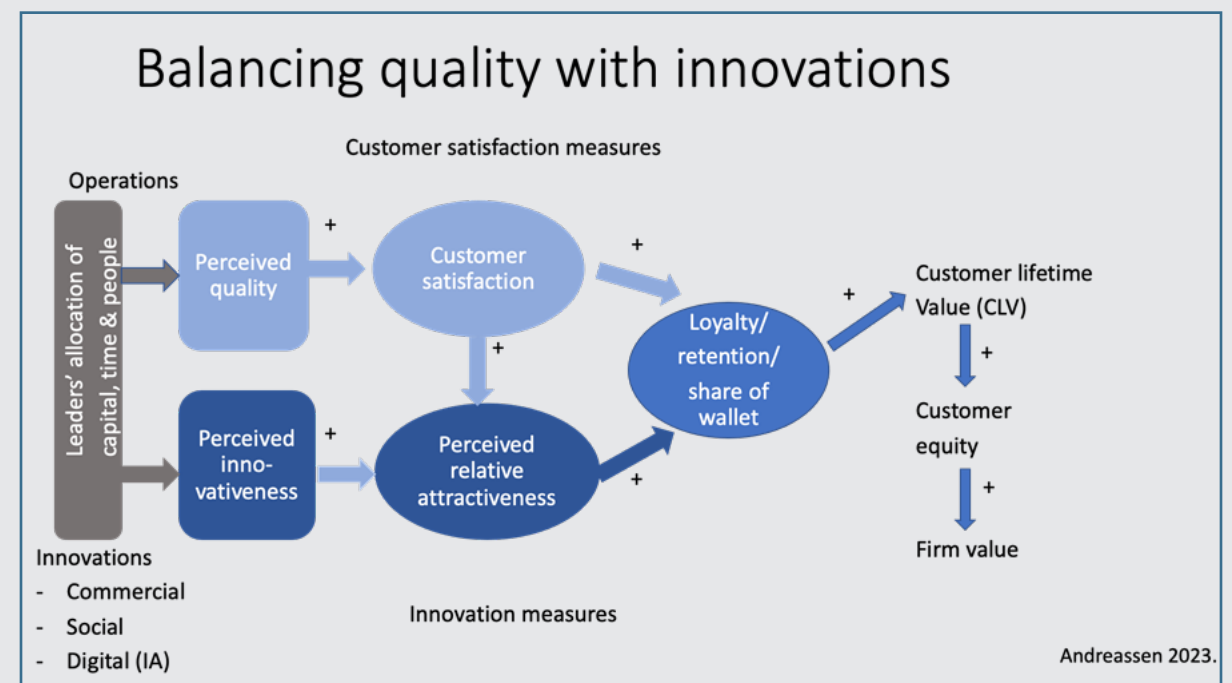 Balancing quality with innovations
Customer satisfaction measures
Operations
Leaders' allocation of
capital, time & people
Perceived
quality
+
Customer
satisfaction
+
+
Perceived
inno-
vativeness
+
Perceived
relative
attractiveness
+
Loyalty/
retention/
share of
wallet
+
Customer lifetime
Value (CLV)
+
Customer
equity
+
Firm value
Innovations
- Commercial
- Social
- Digital (IA)
Innovation measures
Andreassen 2023.